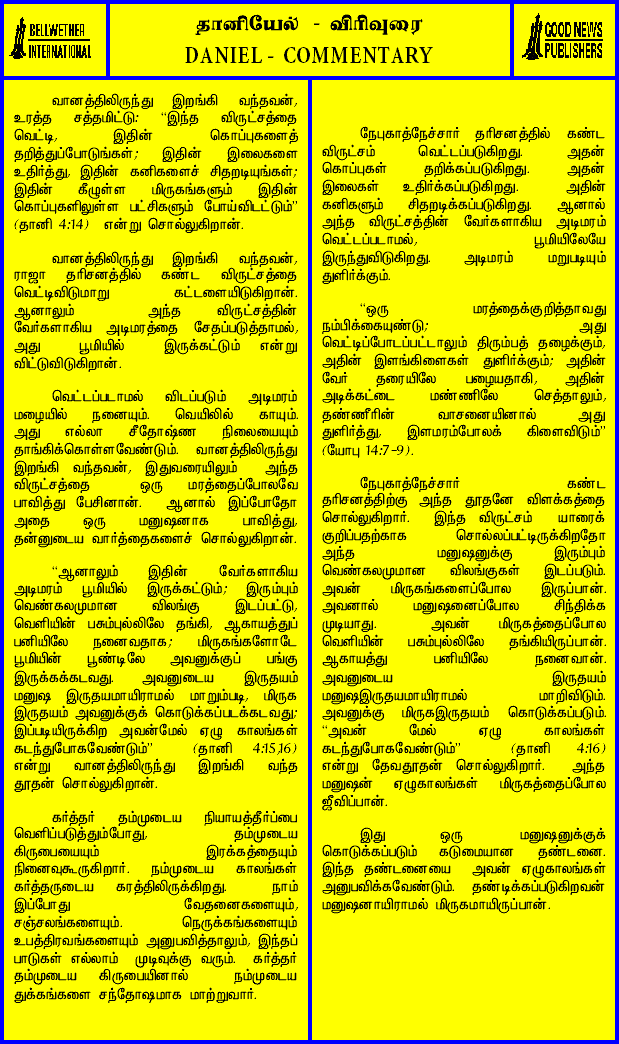 BELLWETHER
INTERNATIONAL
தானியேல் - விரிவுரை
DANIEL - COMMENTARY
GOOD NEWS
PUBLISHERS
வானத்திலிருந்து இறங்கி வந்தவன்,
உரத்த சத்தமிட்டு: “இந்த விருட்சத்தை
வெட்டி, இதின் கொப்புகளைத்
தறித்துப்போடுங்கள்; இதின் இலைகளை
உதிர்த்து, இதின் கனிகளைச் சிதறடியுங்கள்;
இதின் கீழுள்ள மிருகங்களும் இதின்
கொப்புகளிலுள்ள பட்சிகளும் போய்விடட்டும்”
(தானி 4:14) என்று சொல்லுகிறான்.
வானத்திலிருந்து இறங்கி வந்தவன்,
ராஜா தரிசனத்தில் கண்ட விருட்சத்தை
வெட்டிவிடுமாறு கட்டளையிடுகிறான்.
ஆனாலும் அந்த விருட்சத்தின்
வேர்களாகிய அடிமரத்தை சேதப்படுத்தாமல்,
அது பூமியில் இருக்கட்டும் என்று
விட்டுவிடுகிறான்.
வெட்டப்படாமல் விடப்படும் அடிமரம்
மழையில் நனையும். வெயிலில் காயும்.
அது எல்லா சீதோஷ்ண நிலையையும்
தாங்கிக்கொள்ளவேண்டும். வானத்திலிருந்து
இறங்கி வந்தவன், இதுவரையிலும் அந்த
விருட்சத்தை ஒரு மரத்தைப்போலவே
பாவித்து பேசினான். ஆனால் இப்போதோ
அதை ஒரு மனுஷனாக பாவித்து,
தன்னுடைய வார்த்தைகளைச் சொல்லுகிறான்.
“ஆனாலும் இதின் வேர்களாகிய
அடிமரம் பூமியில் இருக்கட்டும்; இரும்பும்
வெண்கலமுமான விலங்கு இடப்பட்டு,
வெளியின் பசும்புல்லிலே தங்கி, ஆகாயத்துப்
பனியிலே நனைவதாக; மிருகங்களோடே
பூமியின் பூண்டிலே அவனுக்குப் பங்கு
இருக்கக்கடவது. அவனுடைய இருதயம்
மனுஷ இருதயமாயிராமல் மாறும்படி, மிருக
இருதயம் அவனுக்குக் கொடுக்கப்படக்கடவது;
இப்படியிருக்கிற அவன்மேல் ஏழு காலங்கள்
கடந்துபோகவேண்டும்” (தானி 4:15,16)
என்று வானத்திலிருந்து இறங்கி வந்த
தூதன் சொல்லுகிறான்.
கர்த்தர் தம்முடைய நியாயத்தீர்ப்பை
வெளிப்படுத்தும்போது, தம்முடைய
கிருபையையும் இரக்கத்தையும்
நினைவுகூருகிறார். நம்முடைய காலங்கள்
கர்த்தருடைய கரத்திலிருக்கிறது. நாம்
இப்போது வேதனைகளையும்,
சஞ்சலங்களையும். நெருக்கங்களையும்
உபத்திரவங்களையும் அனுபவித்தாலும், இந்தப்
பாடுகள் எல்லாம் முடிவுக்கு வரும். கர்த்தர்
தம்முடைய கிருபையினால் நம்முடைய
துக்கங்களை சந்தோஷமாக மாற்றுவார்.
நேபுகாத்நேச்சார் தரிசனத்தில் கண்ட
விருட்சம் வெட்டப்படுகிறது. அதன்
கொப்புகள் தறிக்கப்படுகிறது. அதன்
இலைகள் உதிர்க்கப்படுகிறது. அதின்
கனிகளும் சிதறடிக்கப்படுகிறது. ஆனால்
அந்த விருட்சத்தின் வேர்களாகிய அடிமரம்
வெட்டப்படாமல், பூமியிலேயே
இருந்துவிடுகிறது. அடிமரம் மறுபடியும்
துளிர்க்கும்.
“ஒரு மரத்தைக்குறித்தாவது
நம்பிக்கையுண்டு; அது
வெட்டிப்போடப்பட்டாலும் திரும்பத் தழைக்கும்,
அதின் இளங்கிளைகள் துளிர்க்கும்; அதின்
வேர் தரையிலே பழையதாகி, அதின்
அடிக்கட்டை மண்ணிலே செத்தாலும்,
தண்ணீரின் வாசனையினால் அது
துளிர்த்து, இளமரம்போலக் கிளைவிடும்”
(யோபு 14:7-9).
நேபுகாத்நேச்சார் கண்ட
தரிசனத்திற்கு அந்த தூதனே விளக்கத்தை
சொல்லுகிறார். இந்த விருட்சம் யாரைக்
குறிப்பதற்காக சொல்லப்பட்டிருக்கிறதோ
அந்த மனுஷனுக்கு இரும்பும்
வெண்கலமுமான விலங்குகள் இடப்படும்.
அவன் மிருகங்களைப்போல இருப்பான்.
அவனால் மனுஷனைப்போல சிந்திக்க
முடியாது. அவன் மிருகத்தைப்போல
வெளியின் பசும்புல்லிலே தங்கியிருப்பான்.
ஆகாயத்து பனியிலே நனைவான்.
அவனுடைய இருதயம்
மனுஷஇருதயமாயிராமல் மாறிவிடும்.
அவனுக்கு மிருகஇருதயம் கொடுக்கப்படும்.
“அவன் மேல் ஏழு காலங்கள்
கடந்துபோகவேண்டும்” (தானி 4:16)
என்று தேவதூதன் சொல்லுகிறார். அந்த
மனுஷன் ஏழுகாலங்கள் மிருகத்தைப்போல
ஜீவிப்பான்.
இது ஒரு மனுஷனுக்குக்
கொடுக்கப்படும் கடுமையான தண்டனை.
இந்த தண்டனையை அவன் ஏழுகாலங்கள்
அனுபவிக்கவேண்டும். தண்டிக்கப்படுகிறவன்
மனுஷனாயிராமல் மிருகமாயிருப்பான்.